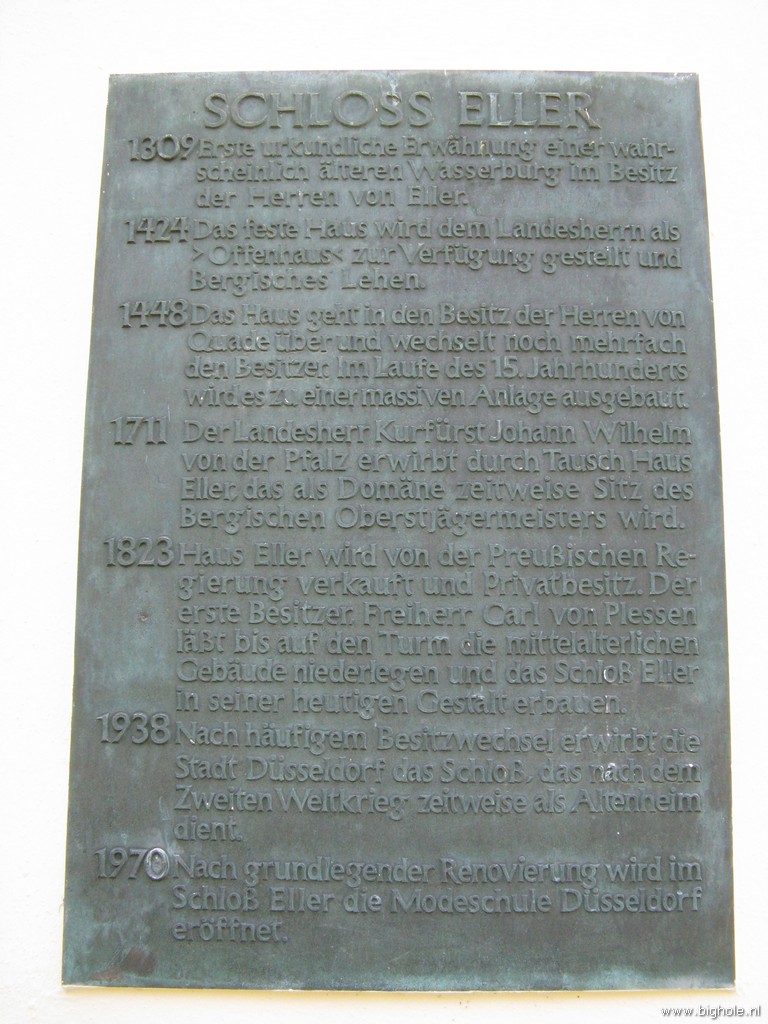 SCHLOSS ELLER
1309 Erste urkundliche Erwähnung einer wahr-
scheinlich älteren Wasserburg im Besitz
der Herren von Eller.
1424 Das feste Haus wird dem Landesherrn als
>Offenhaus< zur Verfügung gestellt und
Bergisches Lehen.
1448 Das Haus geht in den Besitz der Herren von
Quade über und wechselt noch mehrfach
den Besitzer. Im Laufe des 15. Jahrhunderts
wird es zu einer massiven Anlage ausgebaut.
1711 Der Landesherr Kurfürst Johann Wilhelm
von der Pfalz erwirbt durch Tausch Haus
Eller, das als Domäne zeitweise Sitz des
Bergischen Oberstjägermeisters wird.
1823 Haus Eller wird von der Preußischen Re-
gierung verkauft und Privatbesitz. Der
erste Besitzer, Freiherr Carl von Plessen
läßt bis auf den Turm die mittelalterlichen
Gebäude niederlegen und das Schloß Eller
in seiner heutigen Gestalt erbauen.
1938 Nach häufigem Besitzwechsel erwirbt die
Stadt Düsseldorf das Schloß, das nach dem
Zweiten Weltkrieg zeitweise als Altenheim
dient.
1970 Nach grundlegender Renovierung wird im
Schloß Eller die Modeschule Düsseldorf
eröffnet.
www.bighole.nl